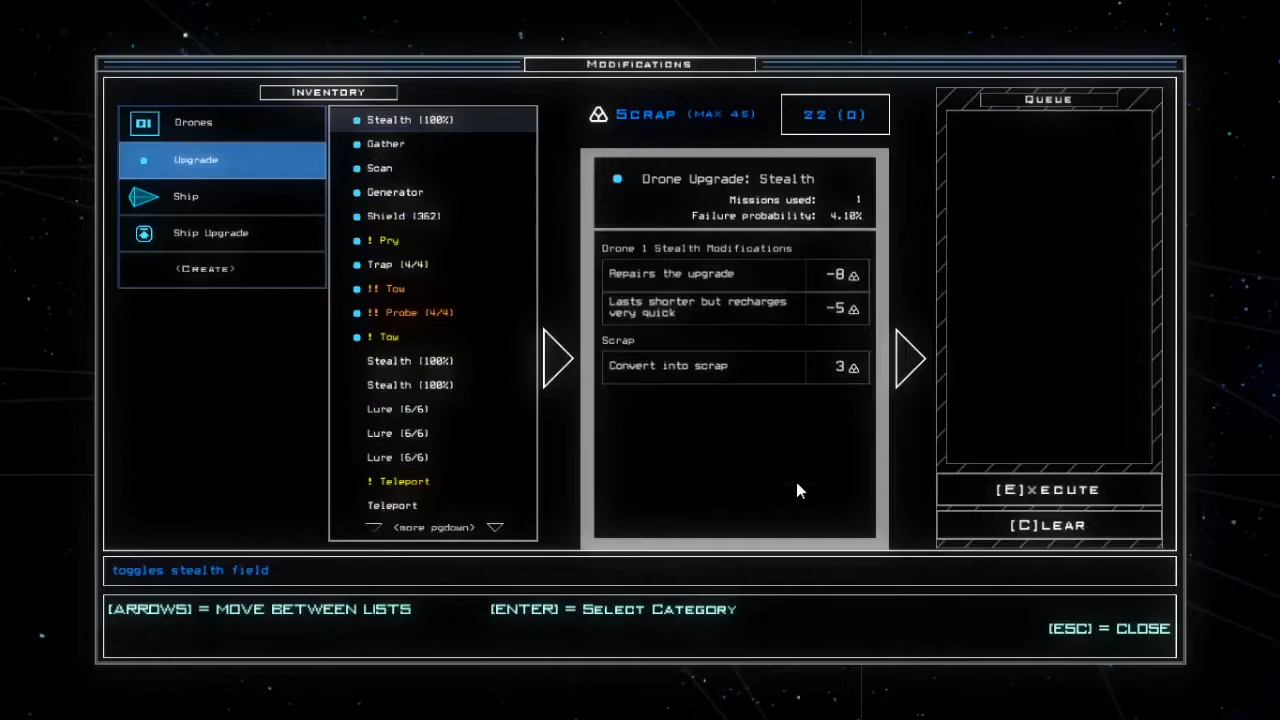 Modifications
Inventory
Drones
Upgrade
Ship
Ship Upgrade
<Create>
Stealth (100%)
Gather
Scan
Generator
Shield (362)
! Pry
Trap (4/4)
!! Tow
!! Probe (4/4)
! Tow
Stealth (100%)
Stealth (100%)
Lure (6/6)
Lure (6/6)
Lure (6/6)
! Teleport
Teleport
<more pgdown>
Scrap (MAX 45)
22 (0)
Drone Upgrade: Stealth
Missions used: 1
Failure probability: 4.10%
Drone 1 Stealth Modifications
Repairs the upgrade -8
Lasts shorter but recharges
very quick -5
Scrap
Convert into scrap 3
Queue
[E]xecute
[C]lear
toggles stealth field
[ARROWS] = MOVE BETWEEN LISTS
[ENTER] = Select Category
[ESC] = CLOSE